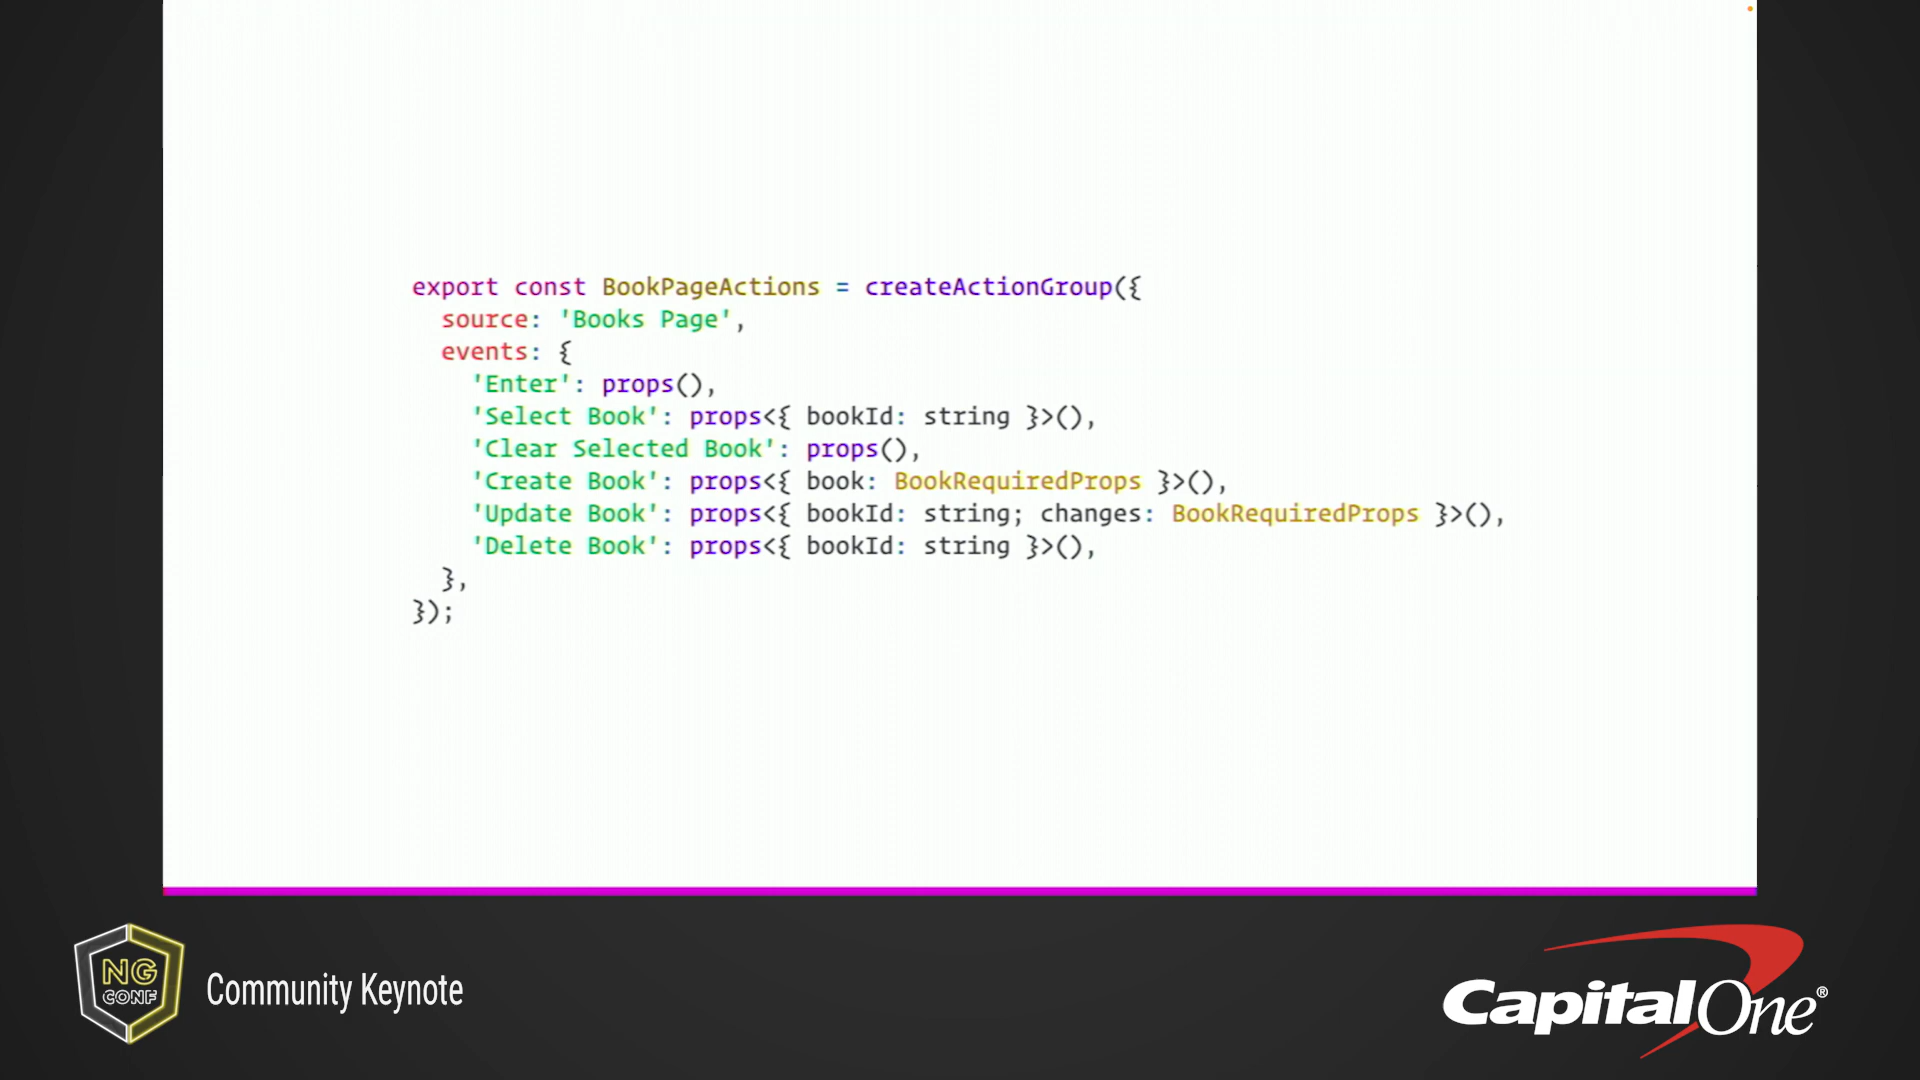 export const BookPageActions = createActionGroup({
  source: 'Books Page',
  events: {
    'Enter': props(),
    'Select Book': props<{ bookId: string }>(),
    'Clear Selected Book': props(),
    'Create Book': props<{ book: BookRequiredProps }>(),
    'Update Book': props<{ bookId: string; changes: BookRequiredProps }>(),
    'Delete Book': props<{ bookId: string }>(),
  },
});
NG
CONF
Community Keynote
CapitalOne®